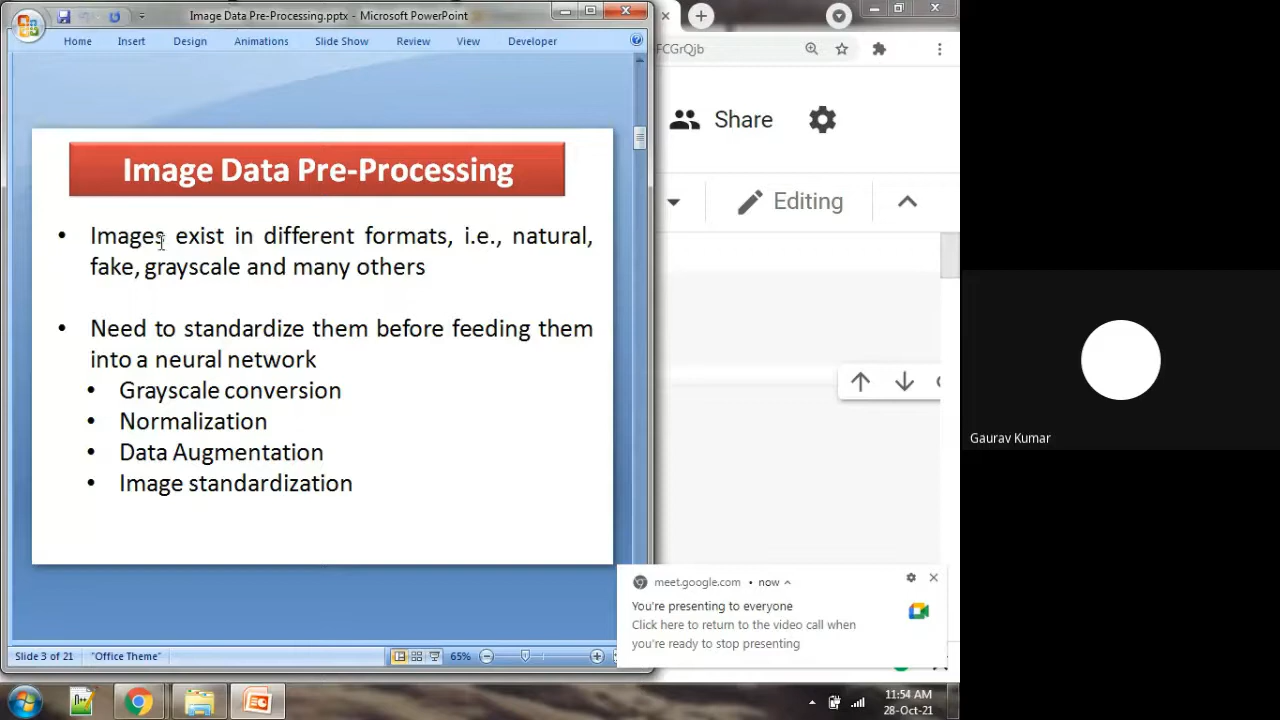 Image Data Pre-Processing.pptx - Microsoft PowerPoint
Home Insert Design Animations Slide Show Review View Developer
Image Data Pre-Processing
• Images exist in different formats, i.e., natural,
fake, grayscale and many others
• Need to standardize them before feeding them
into a neural network
• Grayscale conversion
• Normalization
• Data Augmentation
• Image standardization
Slide 3 of 21 "Office Theme" 65%
FCGrQjb
Share
Editing
meet.google.com • now
You're presenting to everyone
Click here to return to the video call when
you're ready to stop presenting
11:54 AM
28-Oct-21
Gaurav Kumar